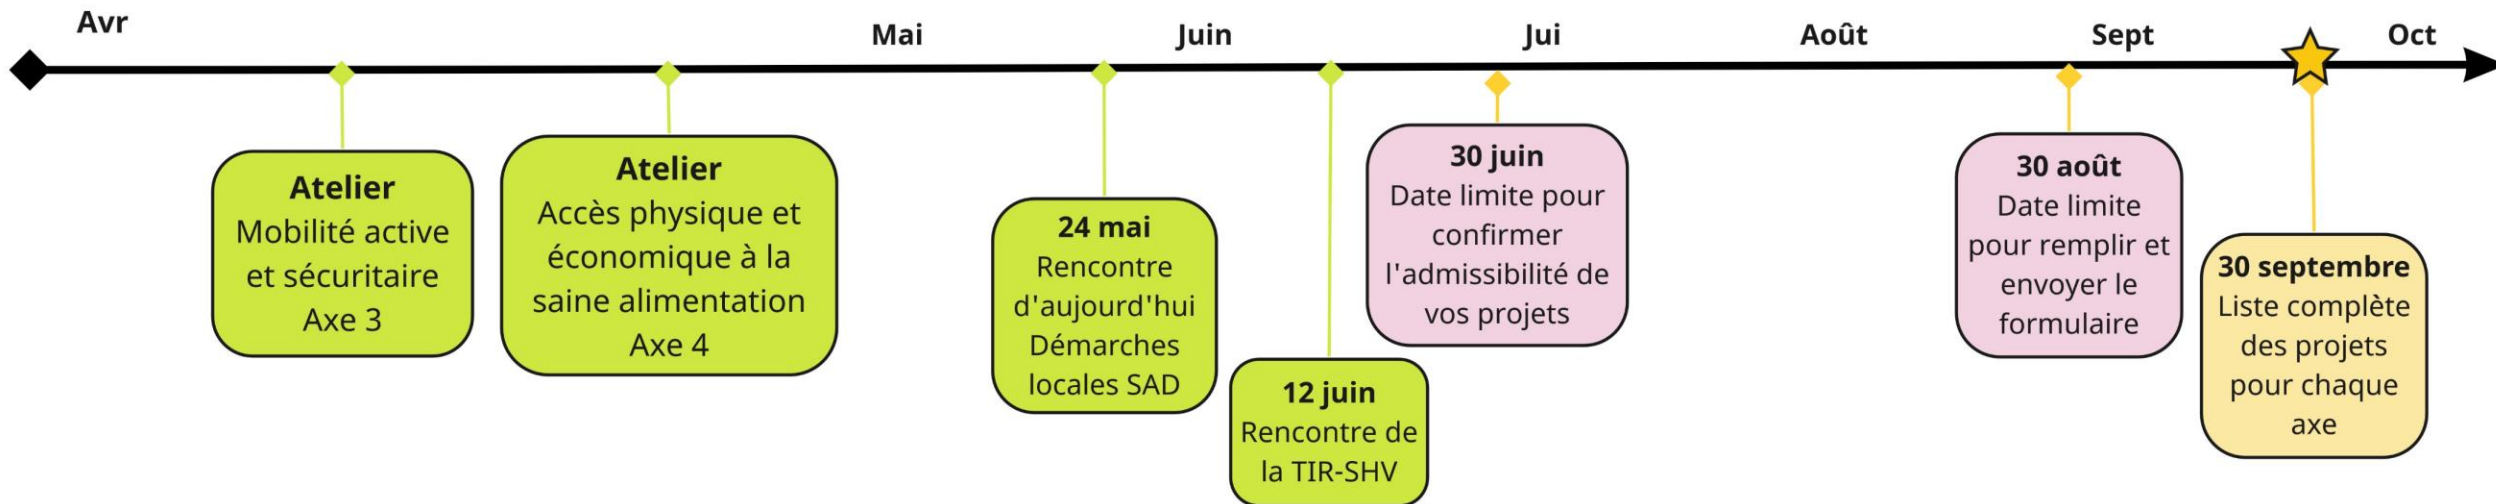 Avr
Mai
Juin
Jui
Août
Sept
Oct
Atelier
Mobilité active
et sécuritaire
Axe 3
Atelier
Accès physique et
économique à la
saine alimentation
Axe 4
24 mai
Rencontre
d'aujourd'hui
Démarches
locales SAD
12 juin
Rencontre de
la TIR-SHV
30 juin
Date limite pour
confirmer
l'admissibilité de
vos projets
30 août
Date limite
pour remplir et
envoyer le
formulaire
30 septembre
Liste complète
des projets
pour chaque
axe